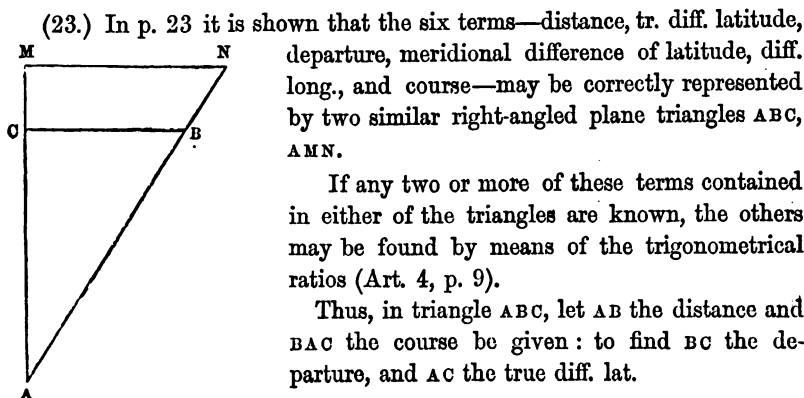 (23.) In p. 23 it is shown that the six terms—distance, tr. diff. latitude,
M N
departure, meridional difference of latitude, diff.
long., and course—may be correctly represented
by two similar right-angled plane triangles ABC,
C B
AMN.
If any two or more of these terms contained
in either of the triangles are known, the others
may be found by means of the trigonometrical
ratios (Art. 4, p. 9).
Thus, in triangle ABC, let AB the distance and
BAC the course be given : to find BC the de-
parture, and AC the true diff. lat.
A